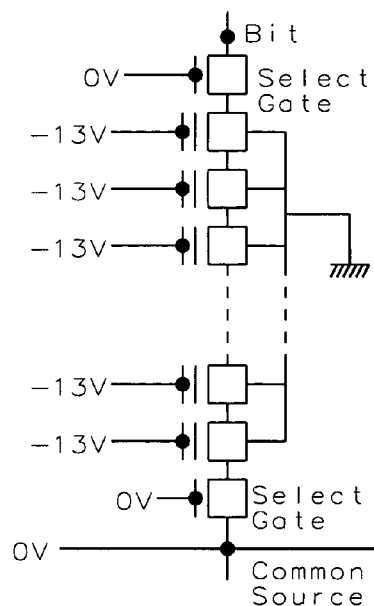 Bit
0V
Select
Gate
-13V
-13V
-13V
-13V
-13V
0V
Select
Gate
0V
Common
Source